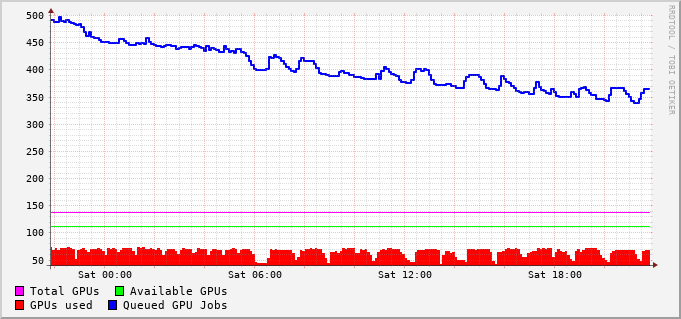 500
450
400
350
300
250
200
150
100
50
Sat 00:00 Sat 06:00 Sat 12:00 Sat 18:00
Total GPUs Available GPUs
GPUs used Queued GPU Jobs
RRDTOOL / TOBI OETIKER